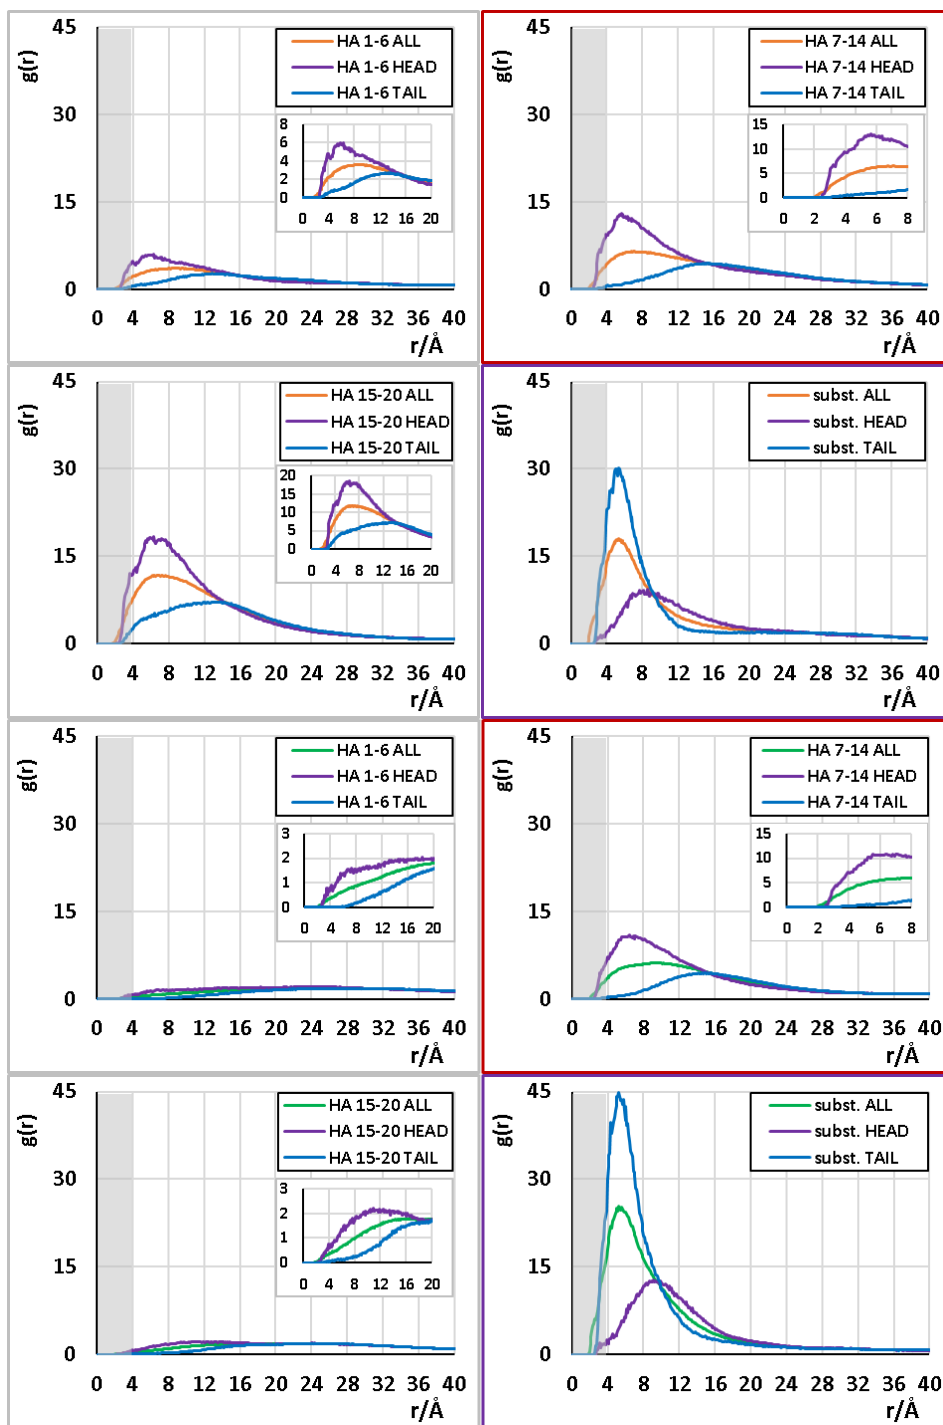 g(r)
45
30
15
0
HA 1-6 ALL
HA 1-6 HEAD
HA 1-6 TAIL
8
6
4
2
0
0 4 8 12 16 20
0 4 8 12 16 20 24 28 32 36 40
r/Å
g(r)
45
30
15
0
HA 7-14 ALL
HA 7-14 HEAD
HA 7-14 TAIL
15
10
5
0
0 2 4 6 8
0 4 8 12 16 20 24 28 32 36 40
r/Å
g(r)
45
30
15
0
HA 15-20 ALL
HA 15-20 HEAD
HA 15-20 TAIL
20
15
10
5
0
0 4 8 12 16 20
0 4 8 12 16 20 24 28 32 36 40
r/Å
g(r)
45
30
15
0
subst. ALL
subst. HEAD
subst. TAIL
0 4 8 12 16 20 24 28 32 36 40
r/Å
g(r)
45
30
15
0
HA 1-6 ALL
HA 1-6 HEAD
HA 1-6 TAIL
3
2
1
0
0 4 8 12 16 20
0 4 8 12 16 20 24 28 32 36 40
r/Å
g(r)
45
30
15
0
HA 7-14 ALL
HA 7-14 HEAD
HA 7-14 TAIL
15
10
5
0
0 2 4 6 8
0 4 8 12 16 20 24 28 32 36 40
r/Å
g(r)
45
30
15
0
HA 15-20 ALL
HA 15-20 HEAD
HA 15-20 TAIL
3
2
1
0
0 4 8 12 16 20
0 4 8 12 16 20 24 28 32 36 40
r/Å
g(r)
45
30
15
0
subst. ALL
subst. HEAD
subst. TAIL
0 4 8 12 16 20 24 28 32 36 40
r/Å